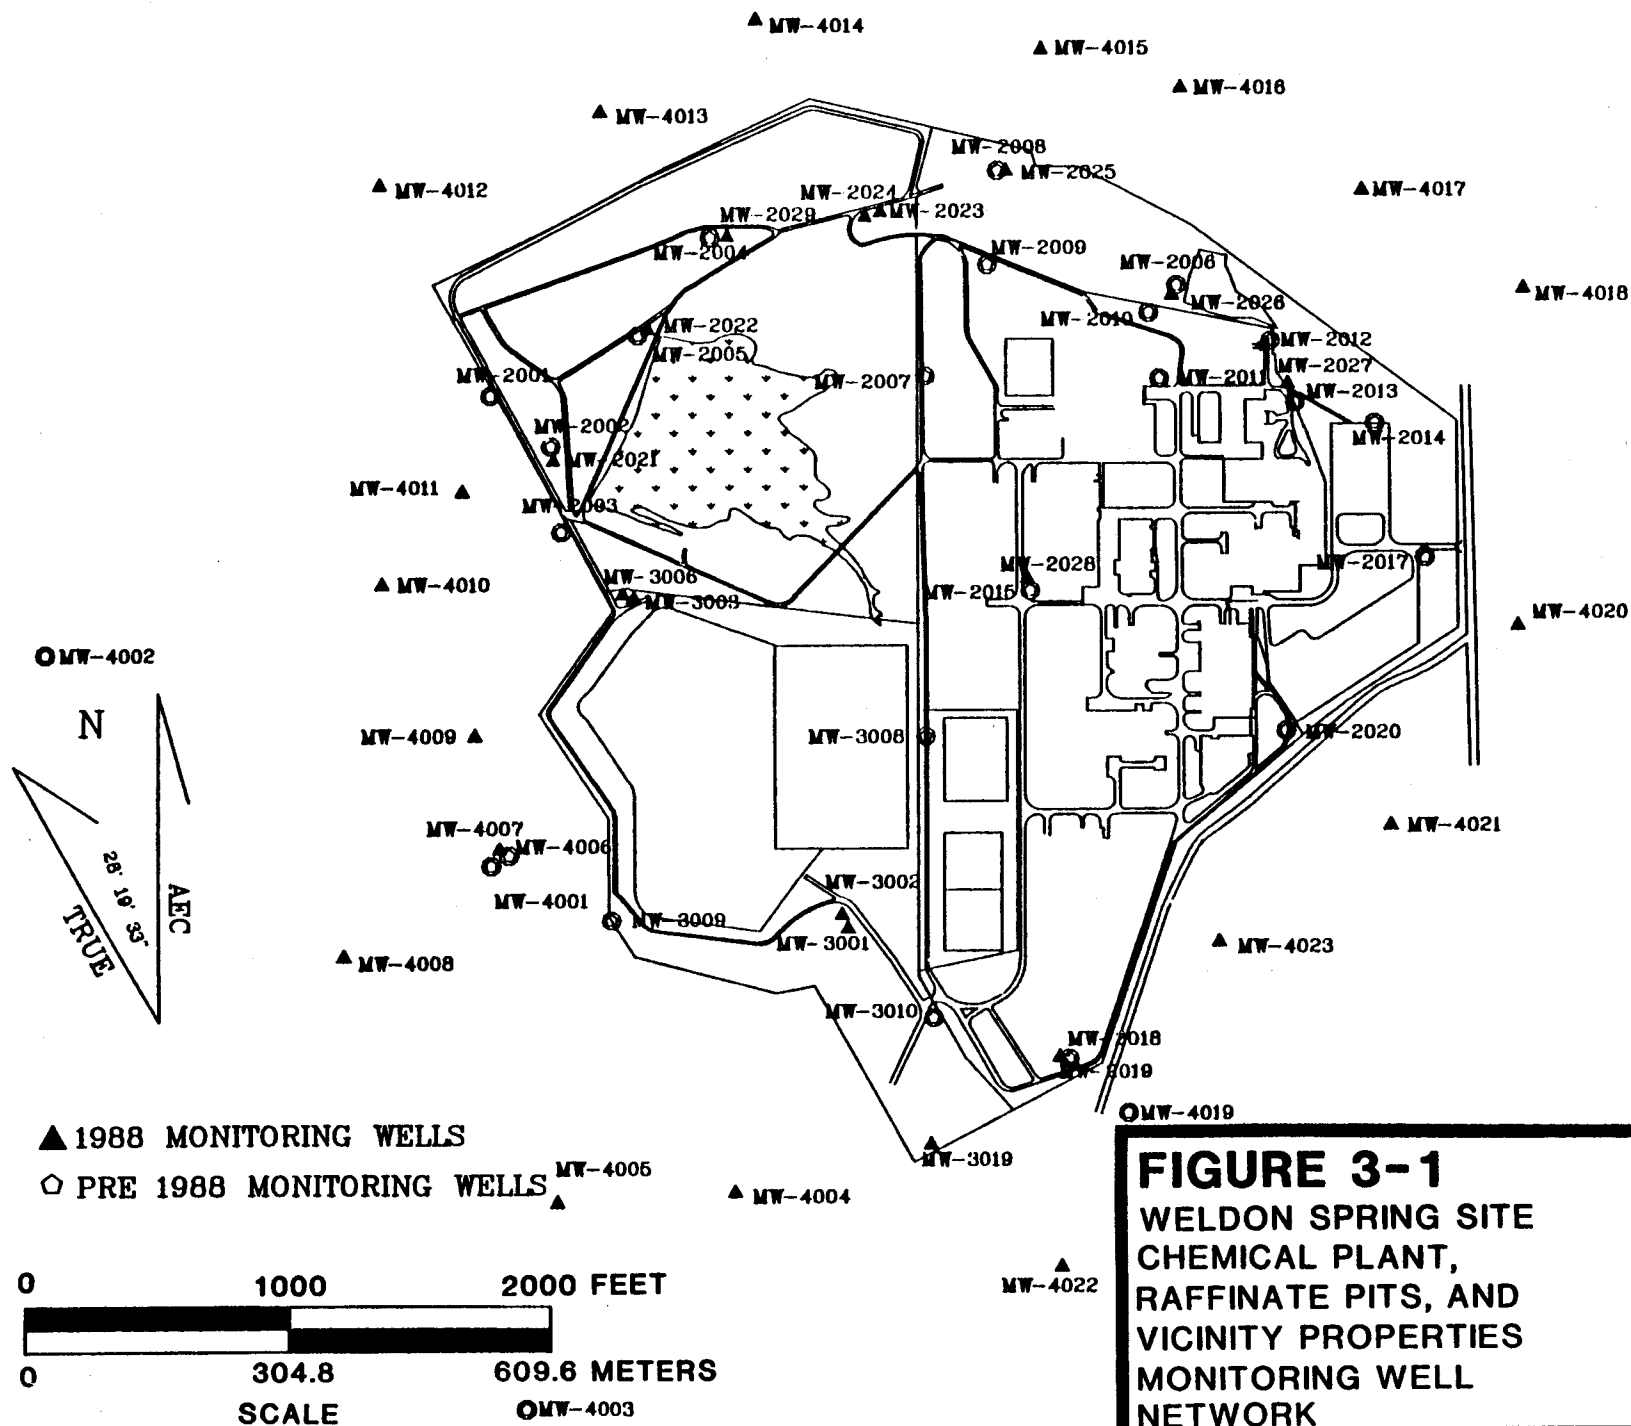 MW-4014
MW-4015
MW-4016
MW-4013
MW-2008
MW-2025
MW-4012
MW-2024
MW-4017
MW-2029
MW-2023
MW-2004
MW-2009
MW-2006
MW-4018
MW-2026
MW-2010
MW-2022
MW-2012
MW-2005
MW-2001
MW-2007
MW-2011
MW-2027
MW-2013
MW-2002
MW-2014
MW-2021
MW-4011
MW-2003
MW-2028
MW-2017
MW-3006
MW-4010
MW-2015
MW-3003
MW-4020
MW-4002
N
MW-4009
MW-3008
MW-2020
MW-4007
MW-4021
MW-4006
28° 19' 33"
AEC
TRUE
MW-3002
MW-4001
MW-3009
MW-3001
MW-4023
MW-4008
MW-3010
MW-2018
MW-2019
MW-4019
1988 MONITORING WELLS
PRE 1988 MONITORING WELLS
MW-3019
MW-4005
MW-4004
MW-4022
0 1000 2000 FEET
0 304.8 609.6 METERS
SCALE
MW-4003
FIGURE 3-1
WELDON SPRING SITE
CHEMICAL PLANT,
RAFFINATE PITS, AND
VICINITY PROPERTIES
MONITORING WELL
NETWORK